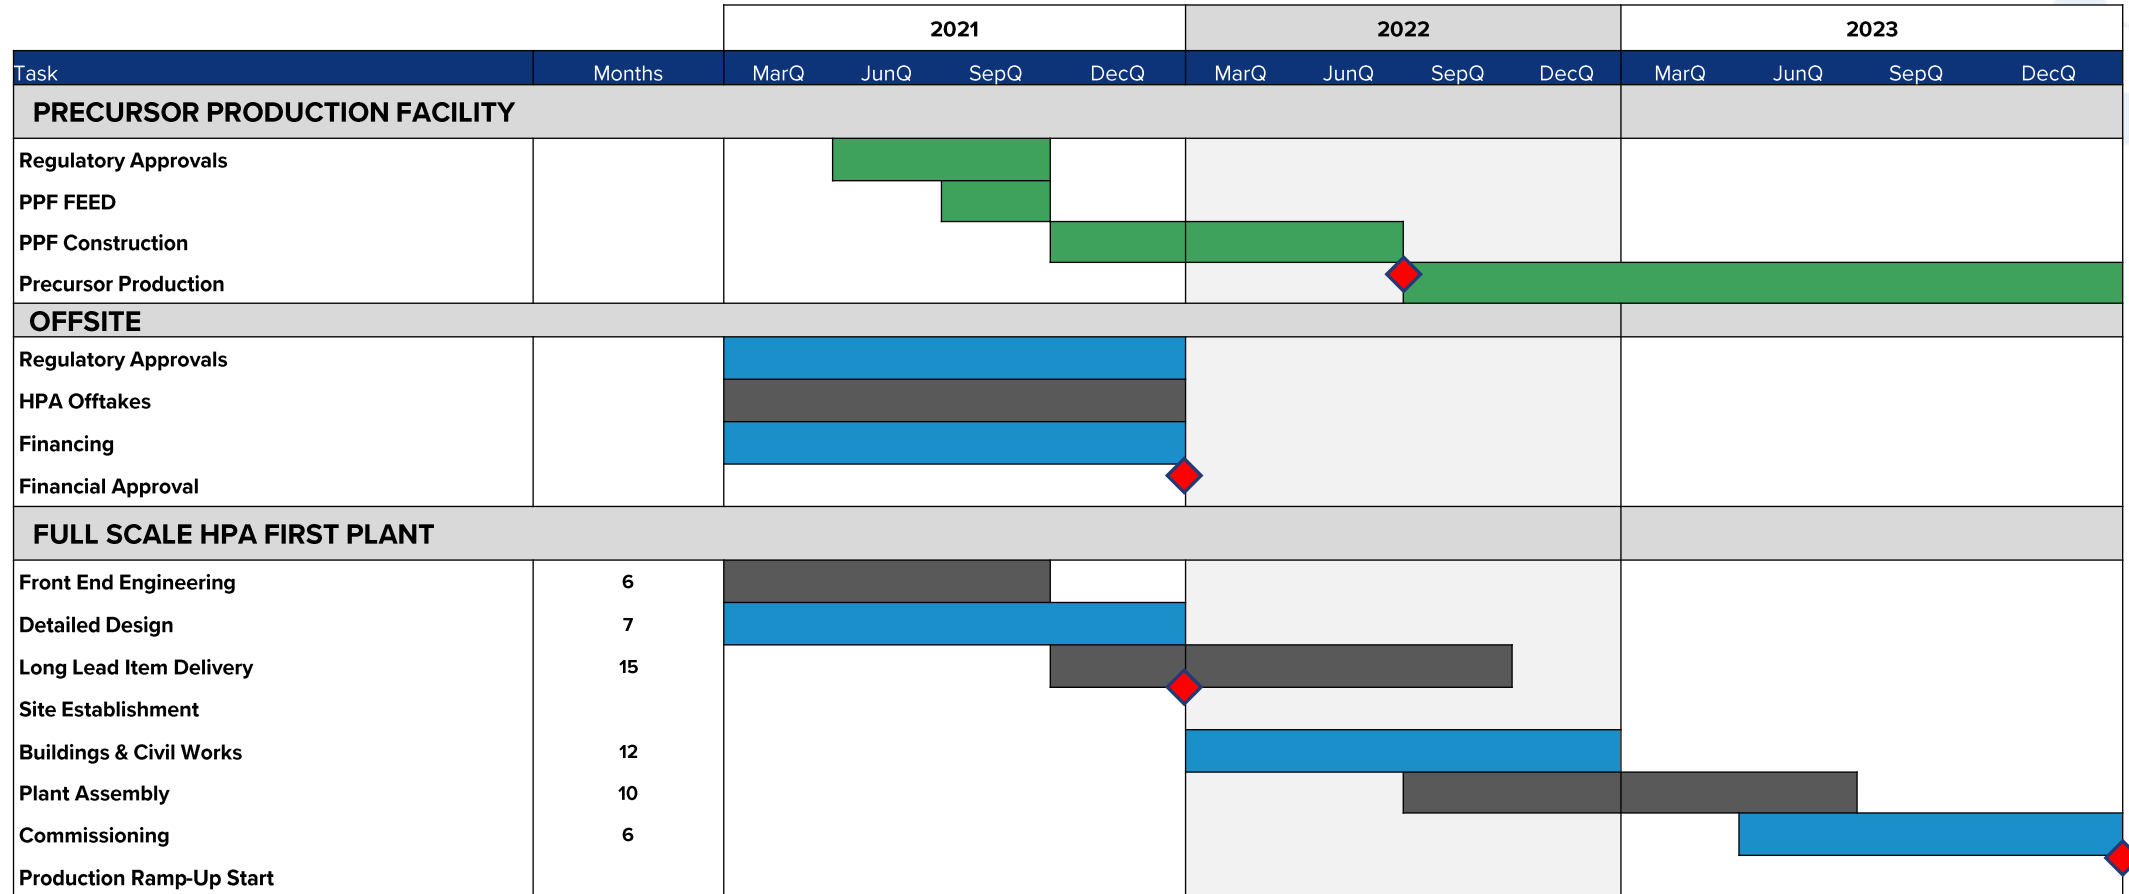 2021 2022 2023
Task Months MarQ JunQ SepQ DecQ MarQ JunQ SepQ DecQ MarQ JunQ SepQ DecQ
PRECURSOR PRODUCTION FACILITY
Regulatory Approvals
PPF FEED
PPF Construction
Precursor Production
OFFSITE
Regulatory Approvals
HPA Offtakes
Financing
Financial Approval
FULL SCALE HPA FIRST PLANT
Front End Engineering 6
Detailed Design 7
Long Lead Item Delivery 15
Site Establishment
Buildings & Civil Works 12
Plant Assembly 10
Commissioning 6
Production Ramp-Up Start